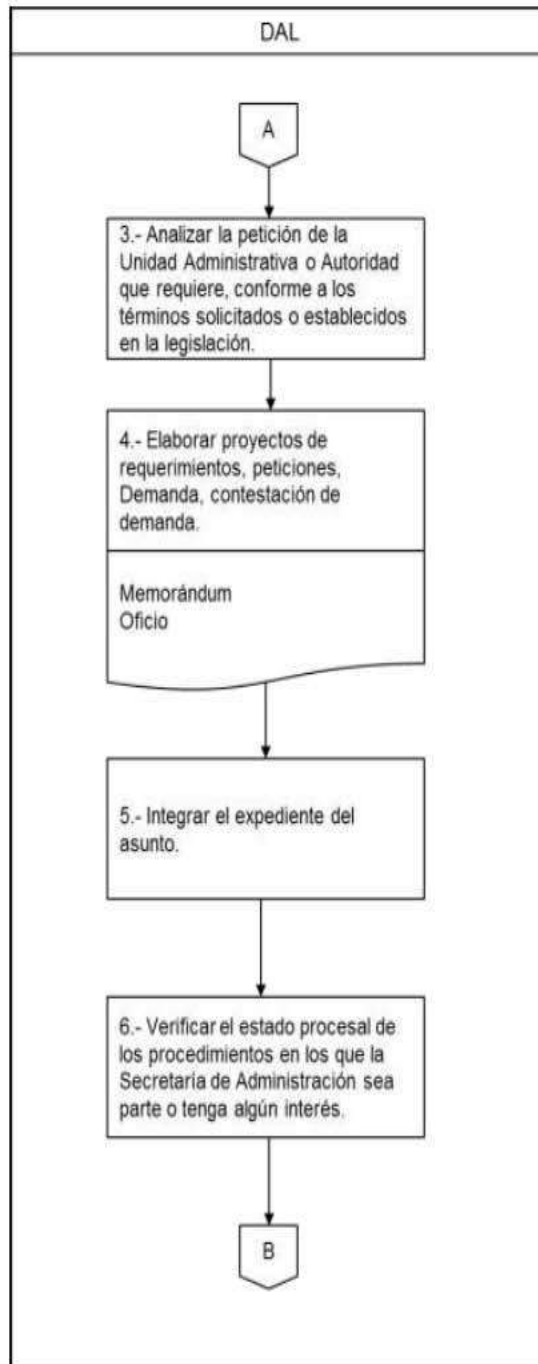 DAL
A
3.- Analizar la petición de la
Unidad Administrativa o Autoridad
que requiere, conforme a los
términos solicitados o establecidos
en la legislación.
4.- Elaborar proyectos de
requerimientos, peticiones,
Demanda, contestación de
demanda.
Memorándum
Oficio
5.- Integrar el expediente del
asunto.
6.- Verificar el estado procesal de
los procedimientos en los que la
Secretaría de Administración sea
parte o tenga algún interés.
B